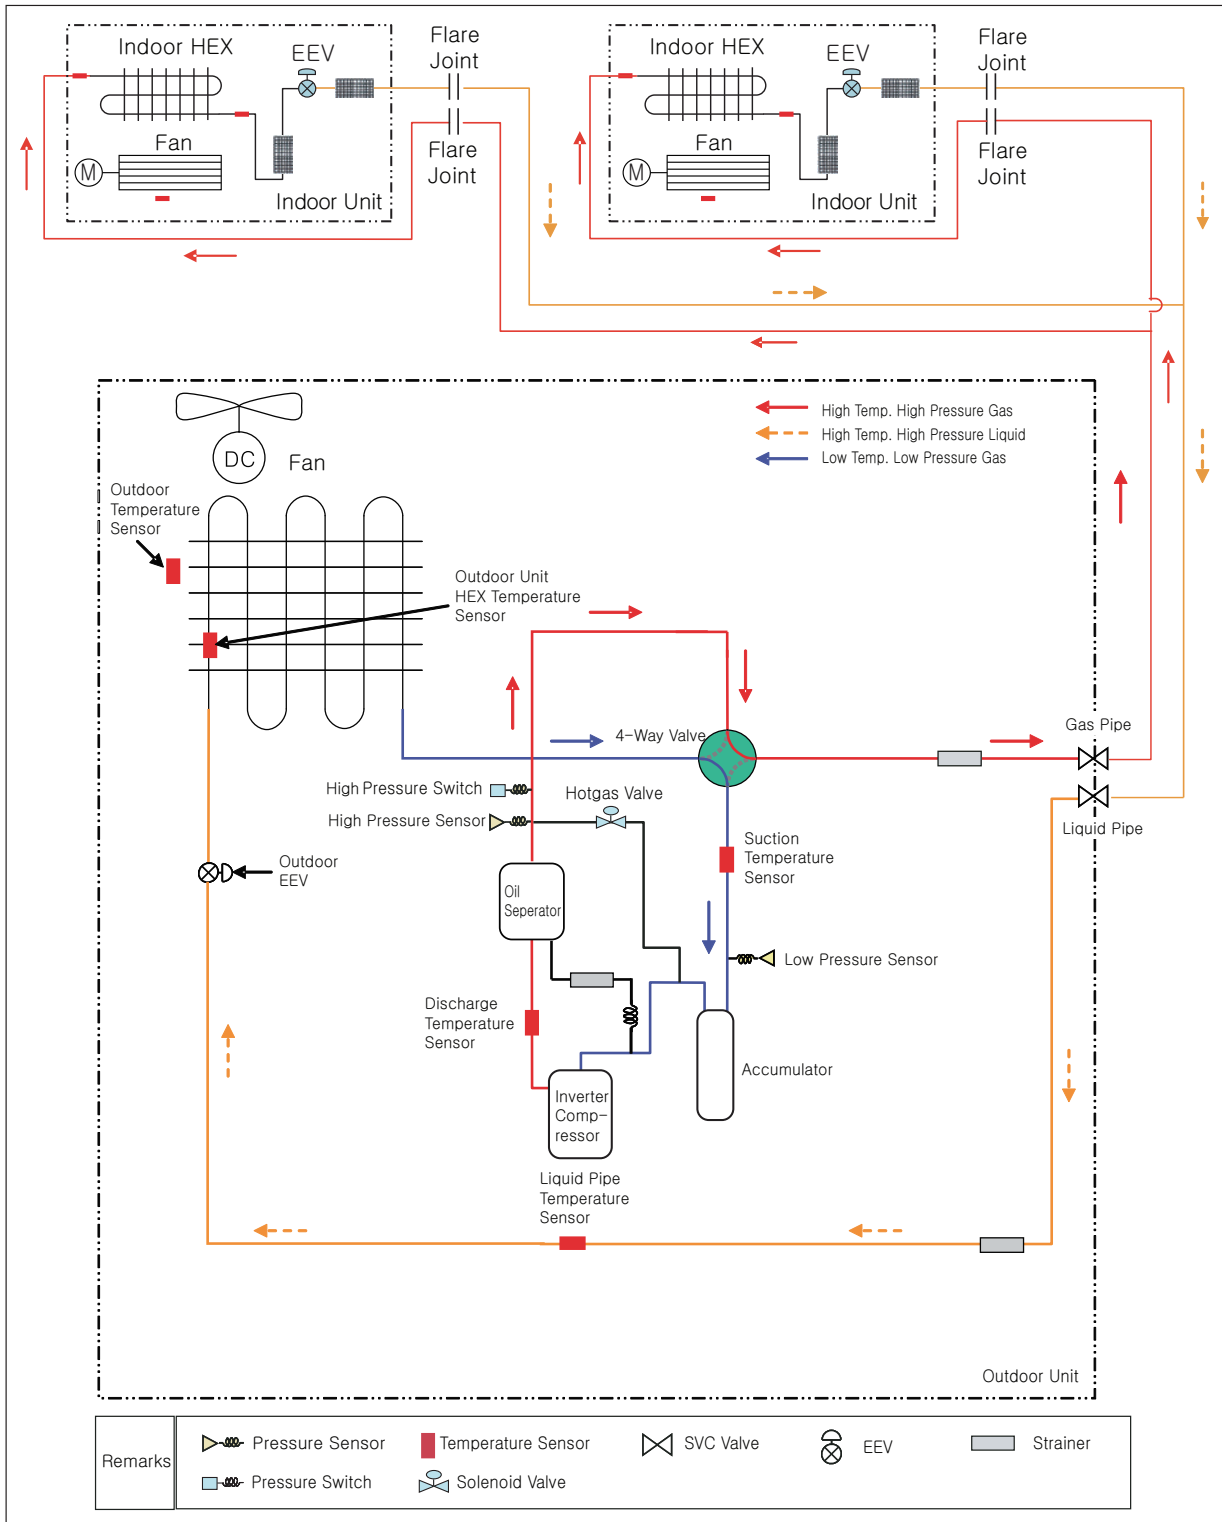 Indoor HEX
EEV
Flare
Joint
Fan
M
Flare
Joint
Indoor Unit
Indoor HEX
EEV
Flare
Joint
Fan
M
Flare
Joint
Indoor Unit
High Temp. High Pressure Gas
High Temp. High Pressure Liquid
Low Temp. Low Pressure Gas
DC
Fan
Outdoor
Temperature
Sensor
Outdoor Unit
HEX Temperature
Sensor
4-Way Valve
Gas Pipe
High Pressure Switch
Hotgas Valve
High Pressure Sensor
Liquid Pipe
Suction
Temperature
Sensor
Outdoor
EEV
Oil
Seperator
Low Pressure Sensor
Discharge
Temperature
Sensor
Accumulator
Inverter
Comp-
ressor
Liquid Pipe
Temperature
Sensor
Outdoor Unit
Remarks
Pressure Sensor
Temperature Sensor
SVC Valve
EEV
Strainer
Pressure Switch
Solenoid Valve